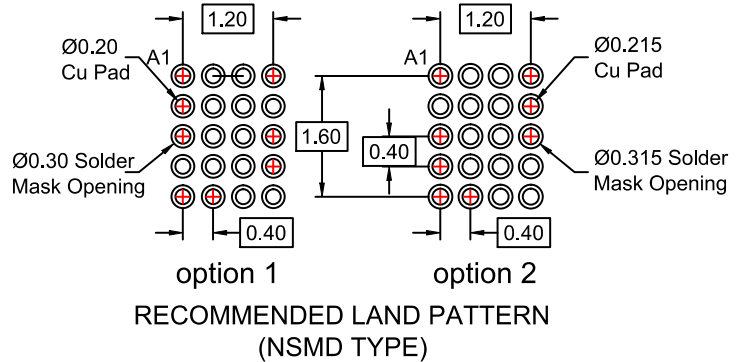 1.20
1.20
Ø0.20
Cu Pad
A1
A1
Ø0.215
Cu Pad
1.60
0.40
Ø0.30 Solder
Mask Opening
Ø0.315 Solder
Mask Opening
0.40
0.40
option 1
option 2
RECOMMENDED LAND PATTERN
(NSMD TYPE)